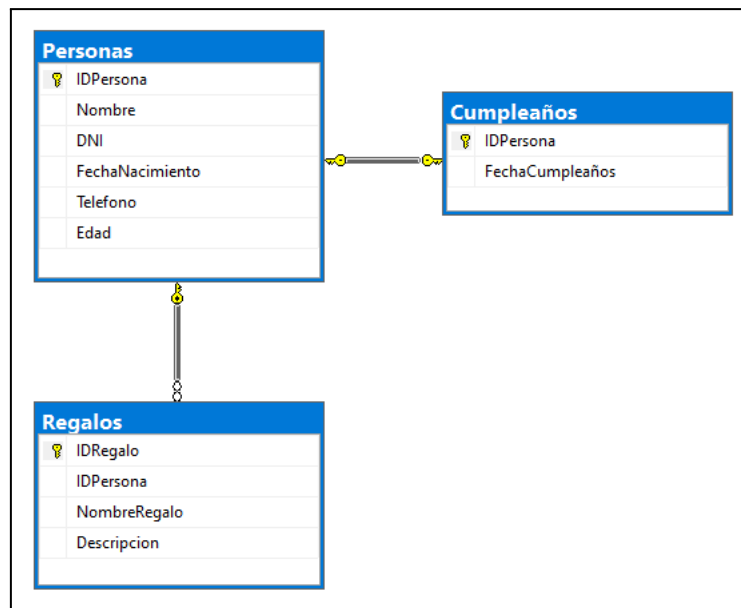 Personas
IDPersona
Nombre
DNI
FechaNacimiento
Telefono
Edad
Cumpleaños
IDPersona
FechaCumpleaños
Regalos
IDRegalo
IDPersona
NombreRegalo
Descripcion